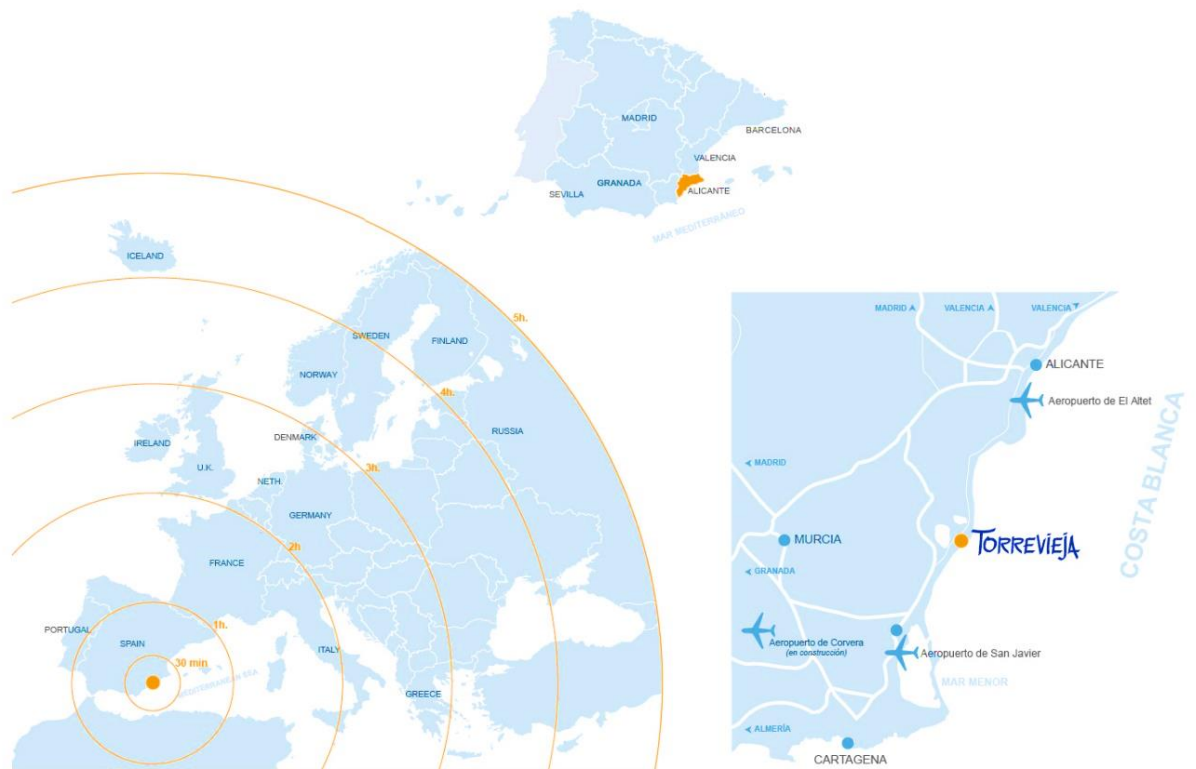 MADRID
BARCELONA
VALENCIA
GRANADA
SEVILLA
ALICANTE
MAR MEDITERRÁNEO
ICELAND
5h.
SWEDEN
FINLAND
NORWAY
4h.
RUSSIA
DENMARK
IRELAND
U.K.
3h.
NETH.
GERMANY
2h
FRANCE
1h.
PORTUGAL
SPAIN
ITALY
30 min
MEDITERRANEAN SEA
GREECE
MADRID
VALENCIA
VALENCIA
ALICANTE
Aeropuerto de El Altet
COSTA BLANCA
MADRID
MURCIA
TORREVIEJA
GRANADA
Aeropuerto de Corvera
(en construcción)
Aeropuerto de San Javier
MAR MENOR
ALMERÍA
CARTAGENA